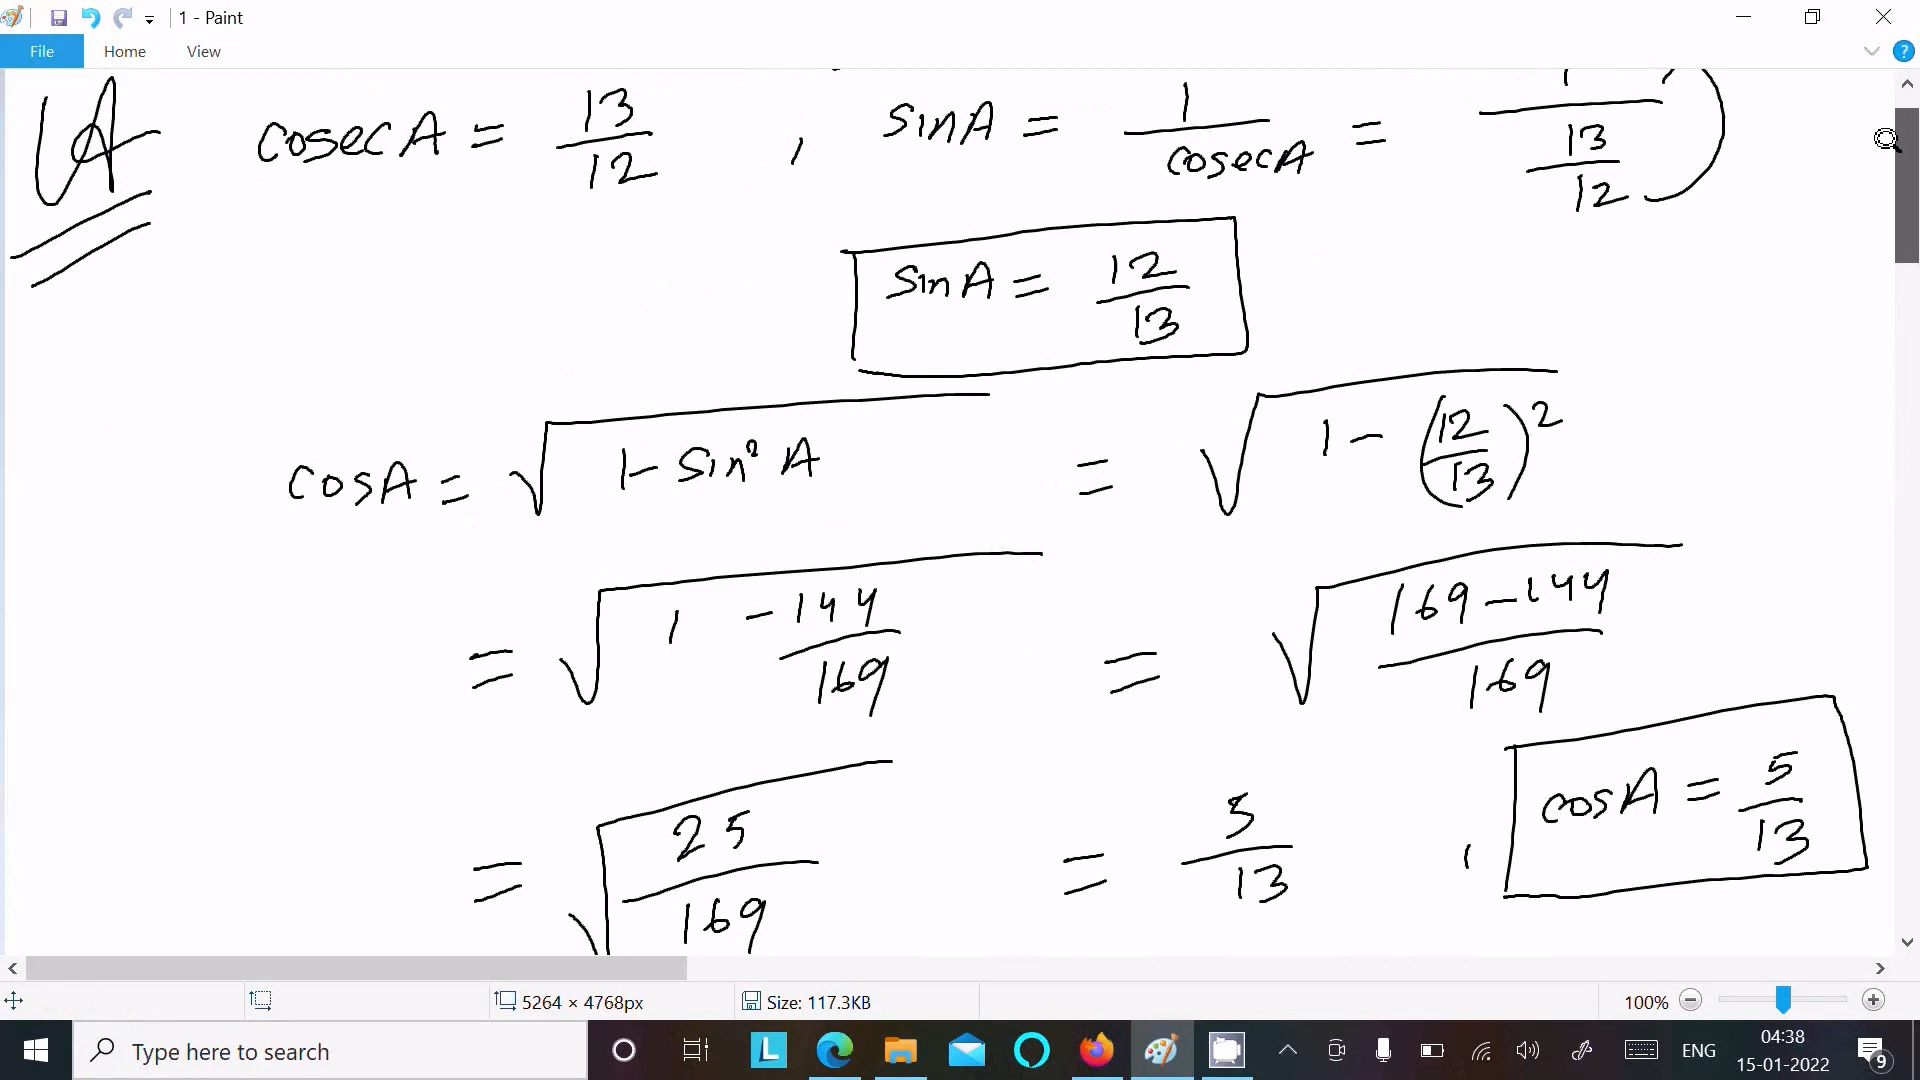 1 - Paint
File Home View
cosec A = 13/12 , sin A = 1/cosec A = 1/(13/12)
sin A = 12/13
cos A = √(1 - sin² A) = √(1 - (12/13)²)
= √(1 - 144/169) = √((169 - 144)/169)
= √(25/169) = 5/13 , cos A = 5/13
5264 × 4768px Size: 117.3KB 100%
Type here to search ENG 04:38
15-01-2022 9